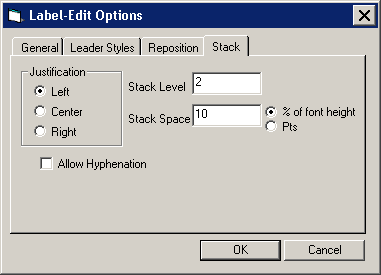 Label-Edit Options
General Leader Styles Reposition Stack
Justification
Left
Center
Right
Stack Level 2
Stack Space 10 % of font height
Pts
Allow Hyphenation
OK Cancel